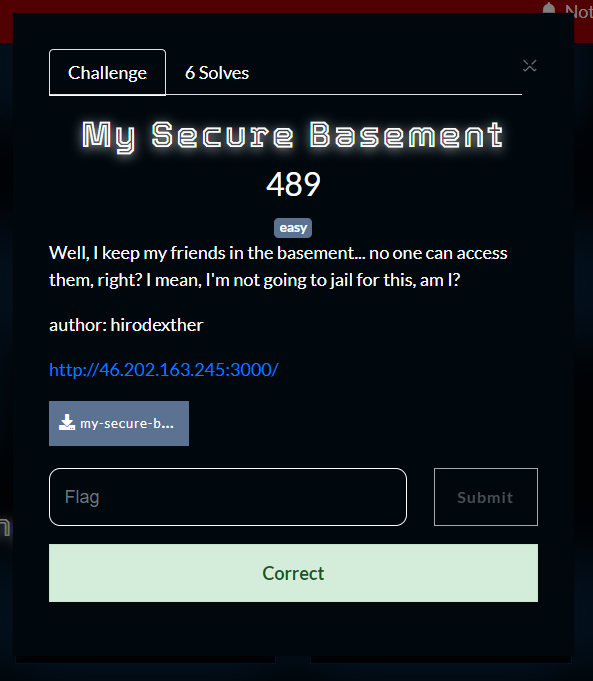 Not
Challenge
6 Solves
My Secure Basement
489
easy
Well, I keep my friends in the basement... no one can access
them, right? I mean, I'm not going to jail for this, am I?
author: hirodexther
http://46.202.163.245:3000/
my-secure-b...
Flag
Submit
Correct